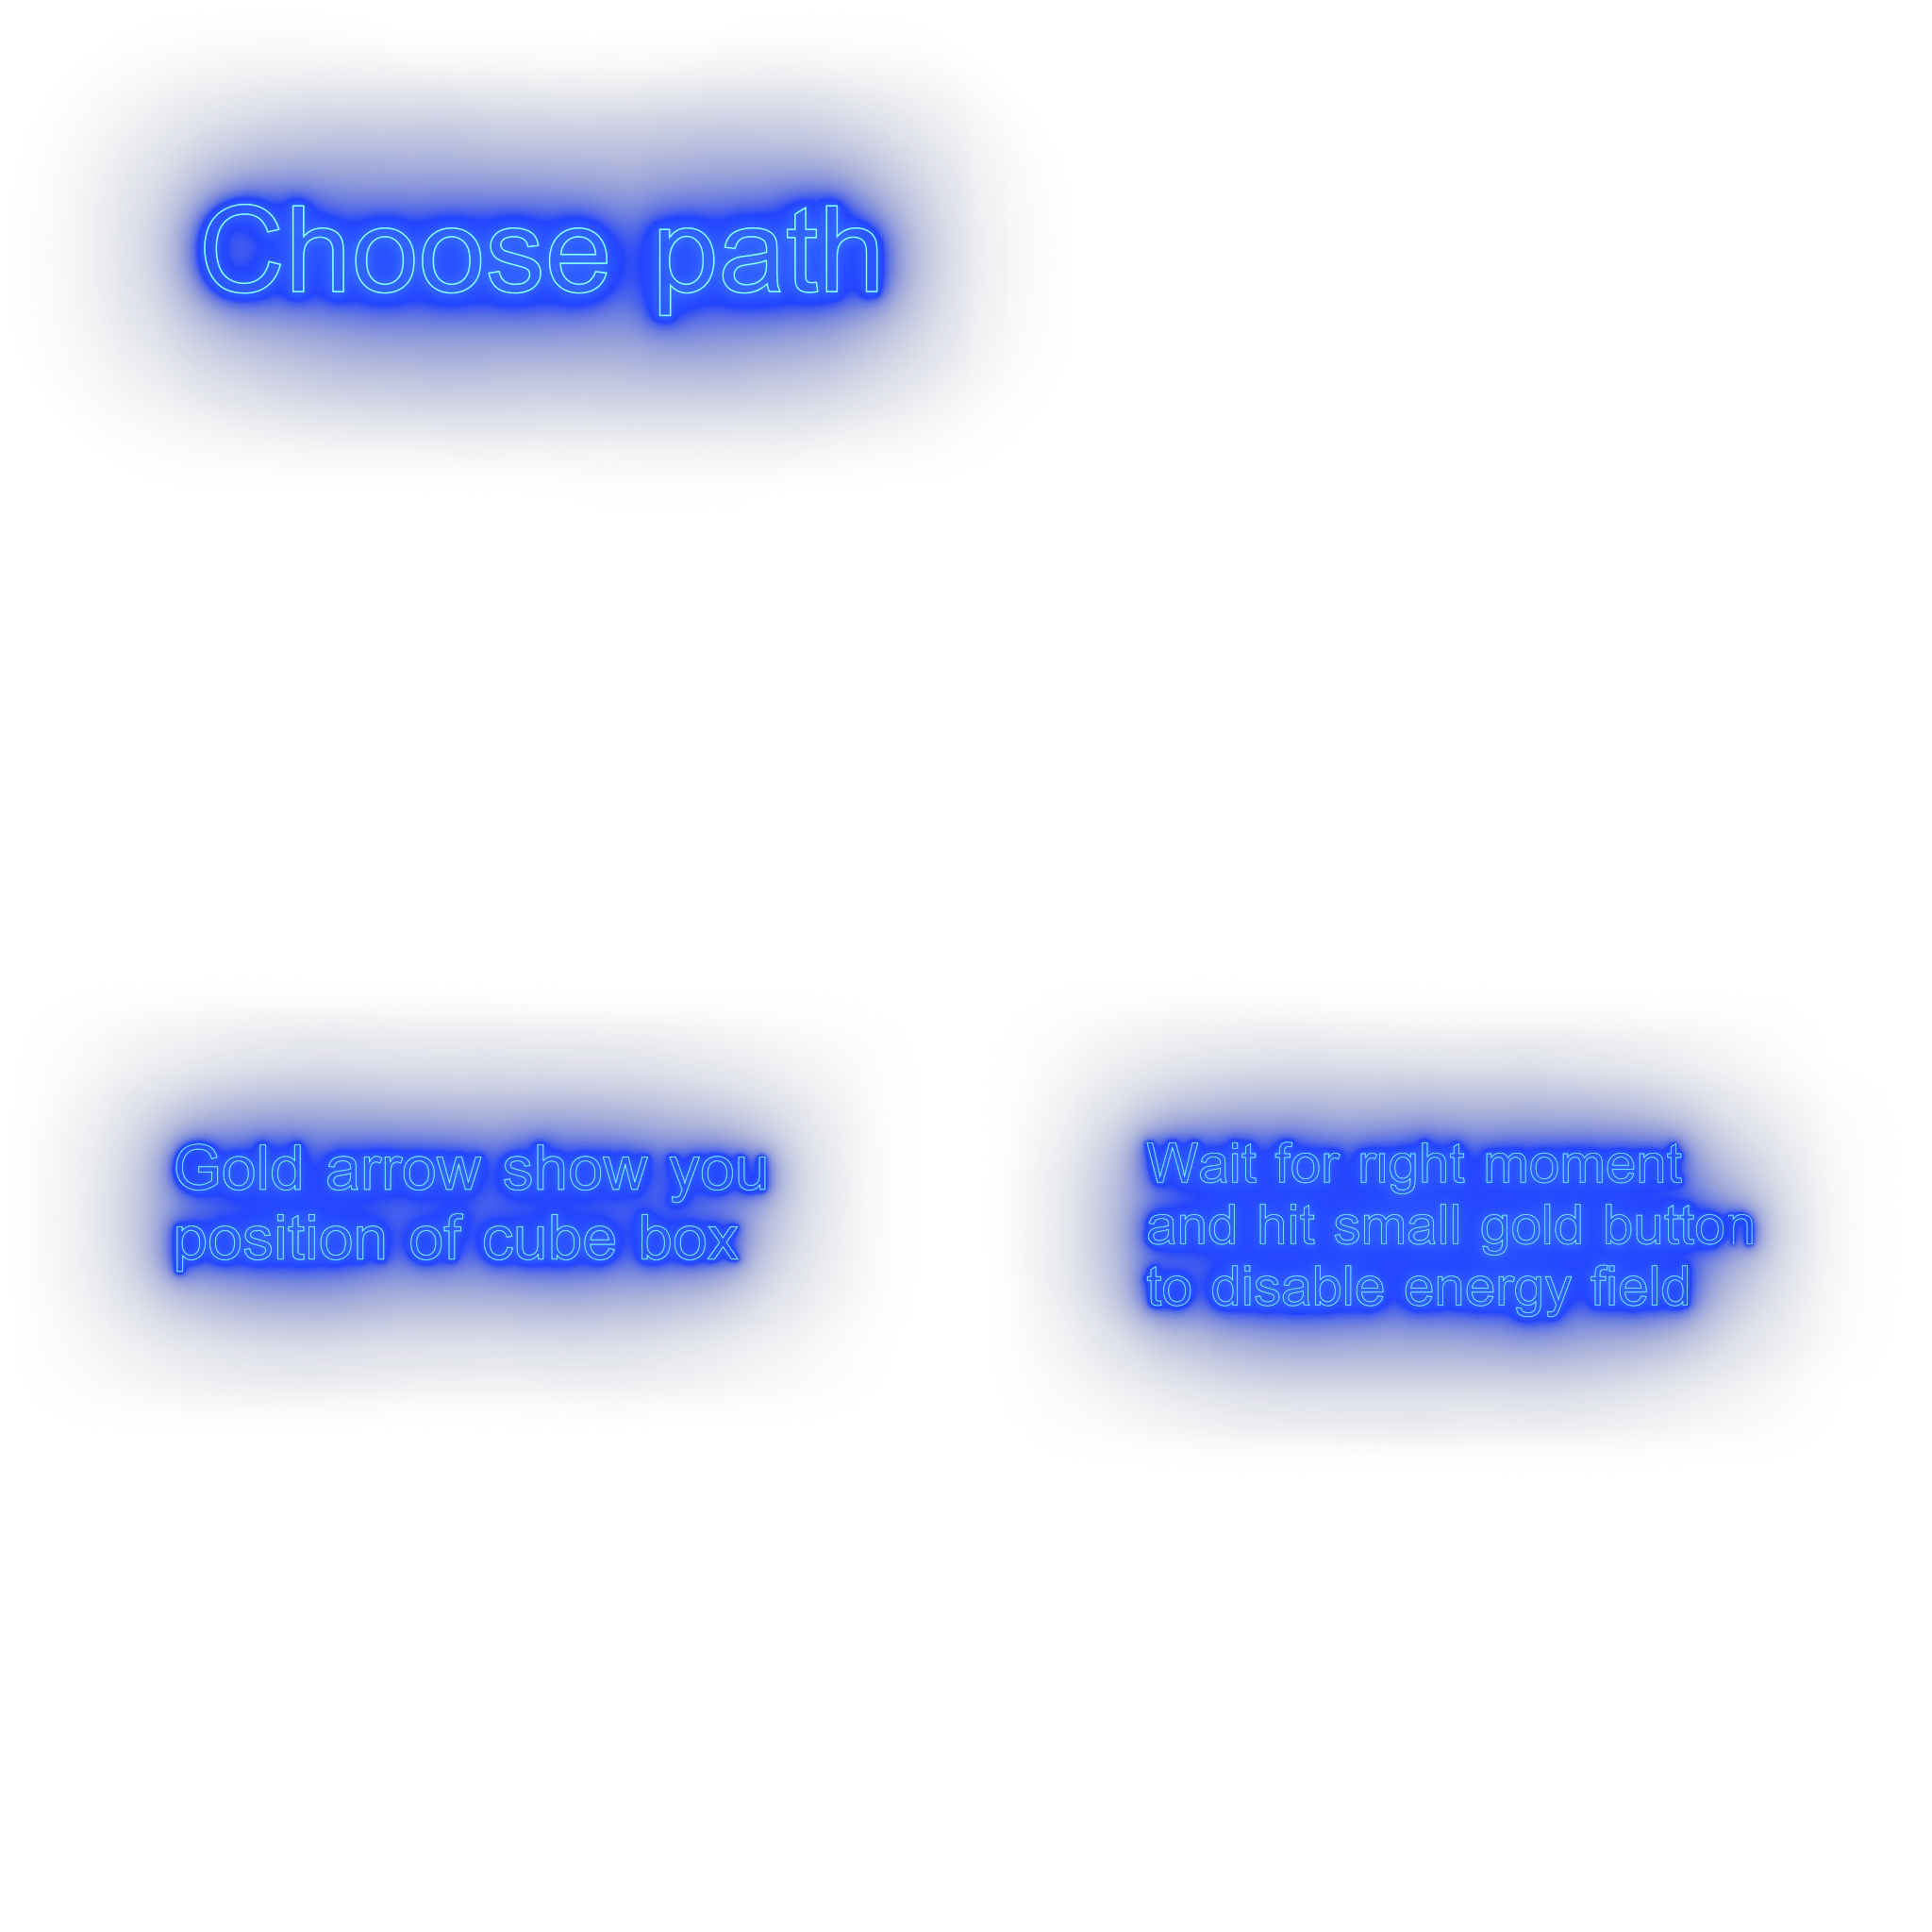 Choose path
Gold arrow show you
position of cube box
Wait for right moment
and hit small gold button
to disable energy field